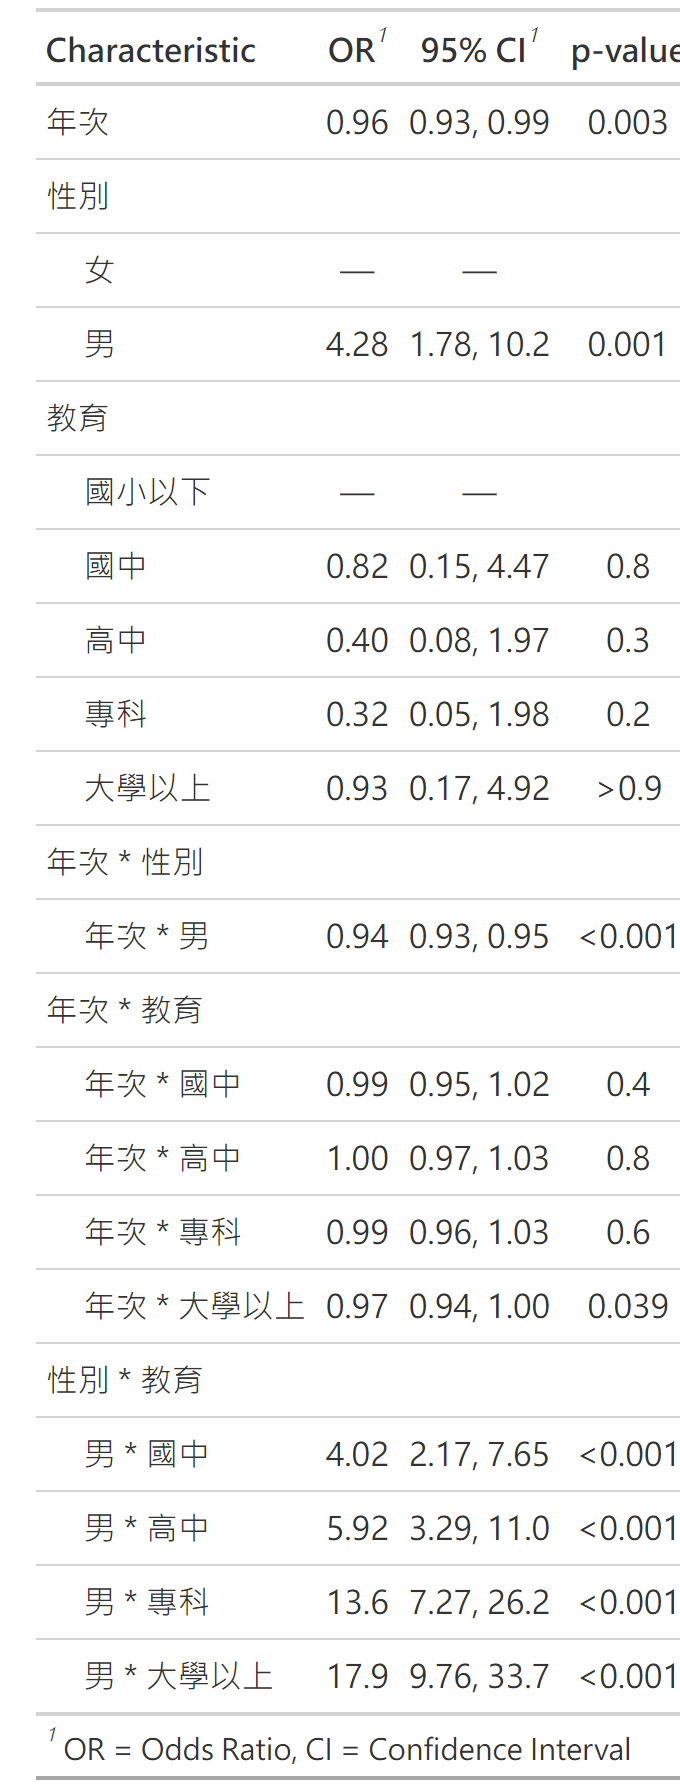 Characteristic OR¹ 95% CI¹ p-value
年次 0.96 0.93, 0.99 0.003
性別
女 — —
男 4.28 1.78, 10.2 0.001
教育
國小以下 — —
國中 0.82 0.15, 4.47 0.8
高中 0.40 0.08, 1.97 0.3
專科 0.32 0.05, 1.98 0.2
大學以上 0.93 0.17, 4.92 >0.9
年次 * 性別
年次 * 男 0.94 0.93, 0.95 <0.001
年次 * 教育
年次 * 國中 0.99 0.95, 1.02 0.4
年次 * 高中 1.00 0.97, 1.03 0.8
年次 * 專科 0.99 0.96, 1.03 0.6
年次 * 大學以上 0.97 0.94, 1.00 0.039
性別 * 教育
男 * 國中 4.02 2.17, 7.65 <0.001
男 * 高中 5.92 3.29, 11.0 <0.001
男 * 專科 13.6 7.27, 26.2 <0.001
男 * 大學以上 17.9 9.76, 33.7 <0.001
¹ OR = Odds Ratio, CI = Confidence Interval